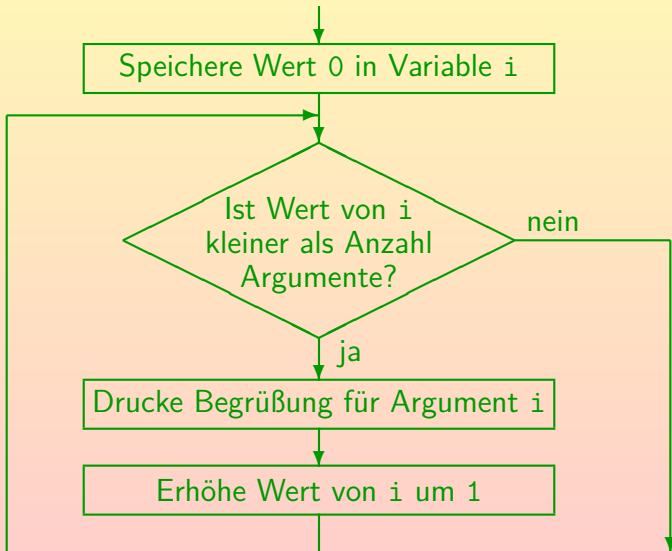 Speichere Wert 0 in Variable i
Ist Wert von i
kleiner als Anzahl
Argumente?
nein
ja
Drucke Begrüßung für Argument i
Erhöhe Wert von i um 1